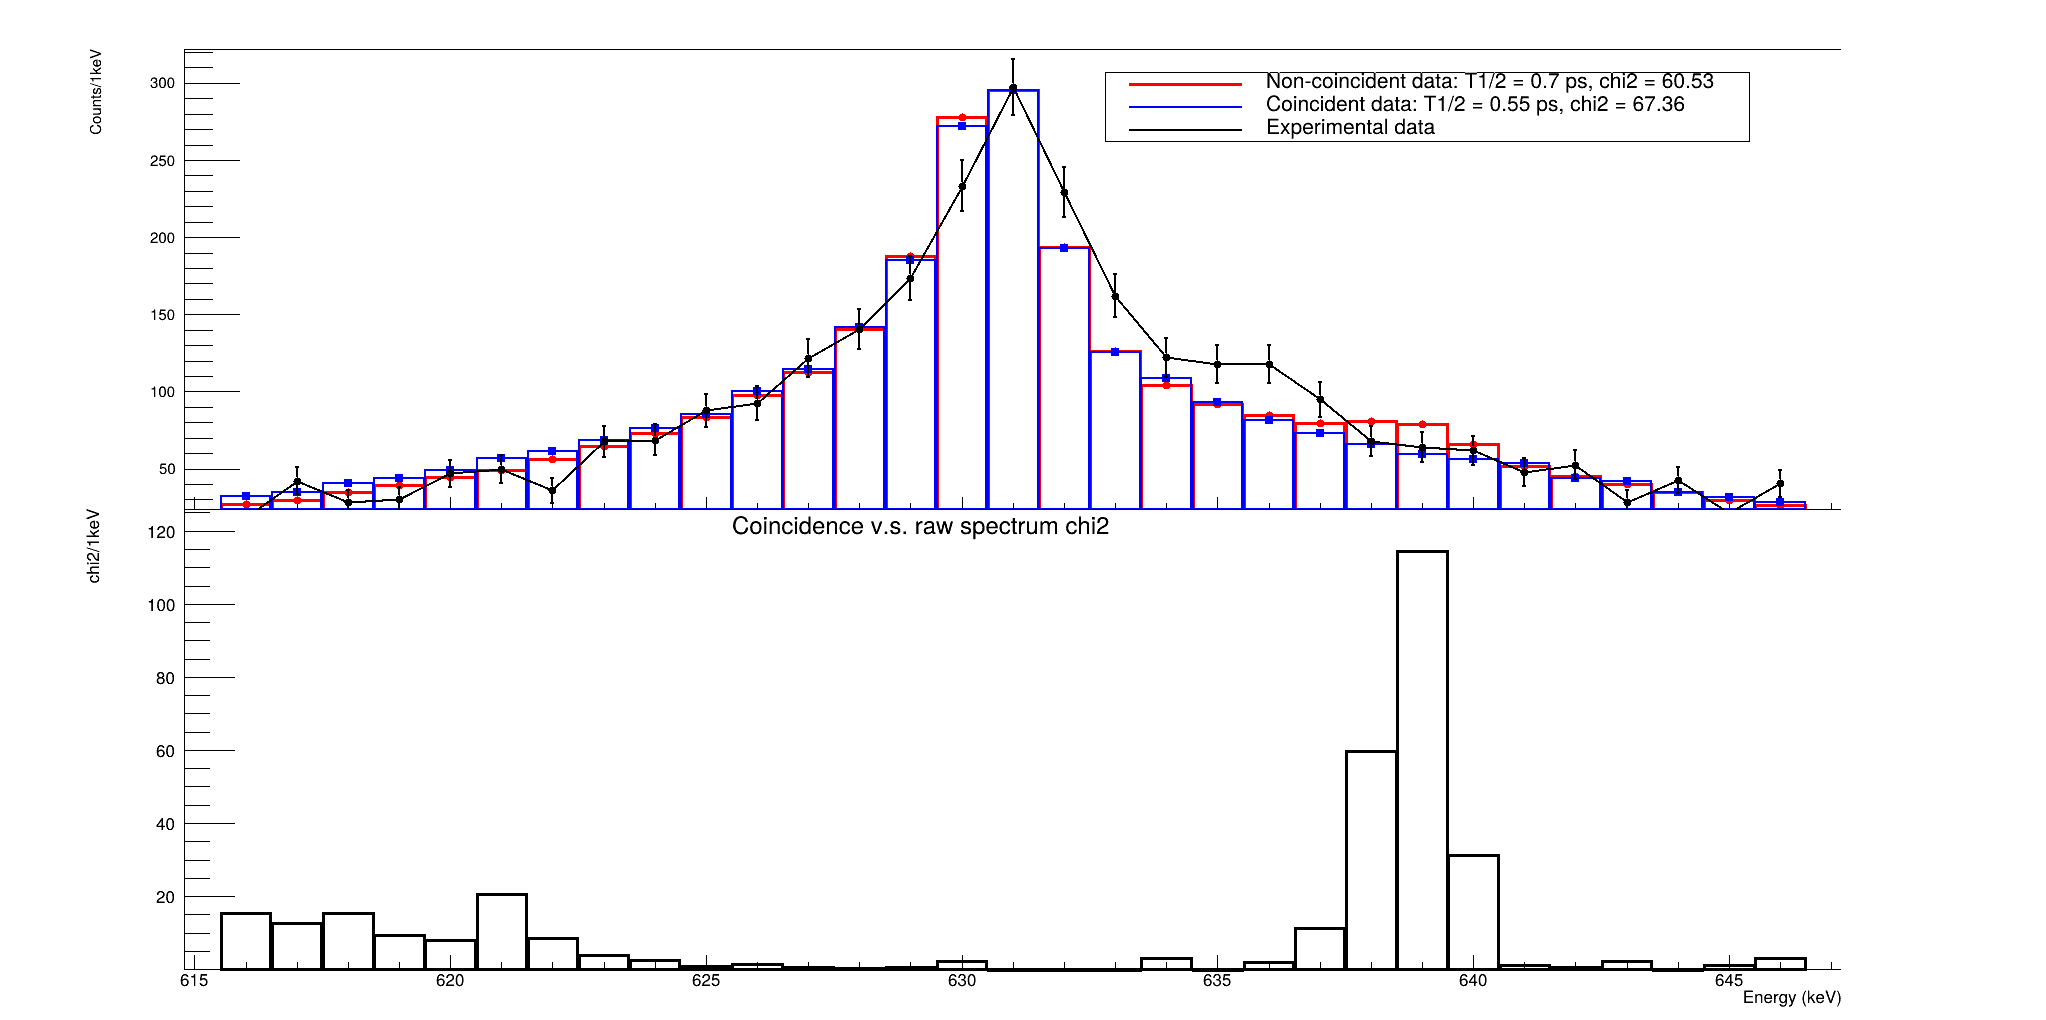 Counts/1keV
300
250
200
150
100
50
Non-coincident data: T1/2 = 0.7 ps, chi2 = 60.53
Coincident data: T1/2 = 0.55 ps, chi2 = 67.36
Experimental data
Coincidence v.s. raw spectrum chi2
chi2/1keV
120
100
80
60
40
20
615 620 625 630 635 640 645
Energy (keV)